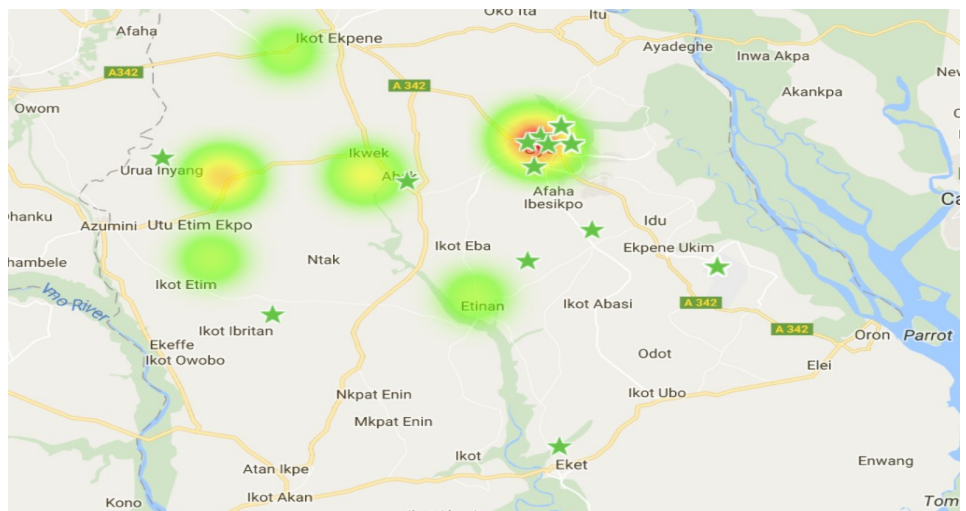 Oko Ita
Itu
Afaha
Ikot Ekpene
Ayadeghe
Inwa Akpa
A342
A 342
Akankpa
Owom
Ikwek
Urua Inyang
Afaha
Ibesikpo
Azumini
Utu Etim Ekpo
Idu
Ikot Eba
Ekpene Ukim
Ntak
Ikot Etim
Etinan
Ikot Abasi
A 342
Imo River
Ikot Ibritan
A 342
Oron
Parrot
Ekeffe
Ikot Owobo
Odot
Elei
Nkpat Enin
Ikot Ubo
Mkpat Enin
Ikot
Eket
Enwang
Atan Ikpe
Ikot Akan
Kono